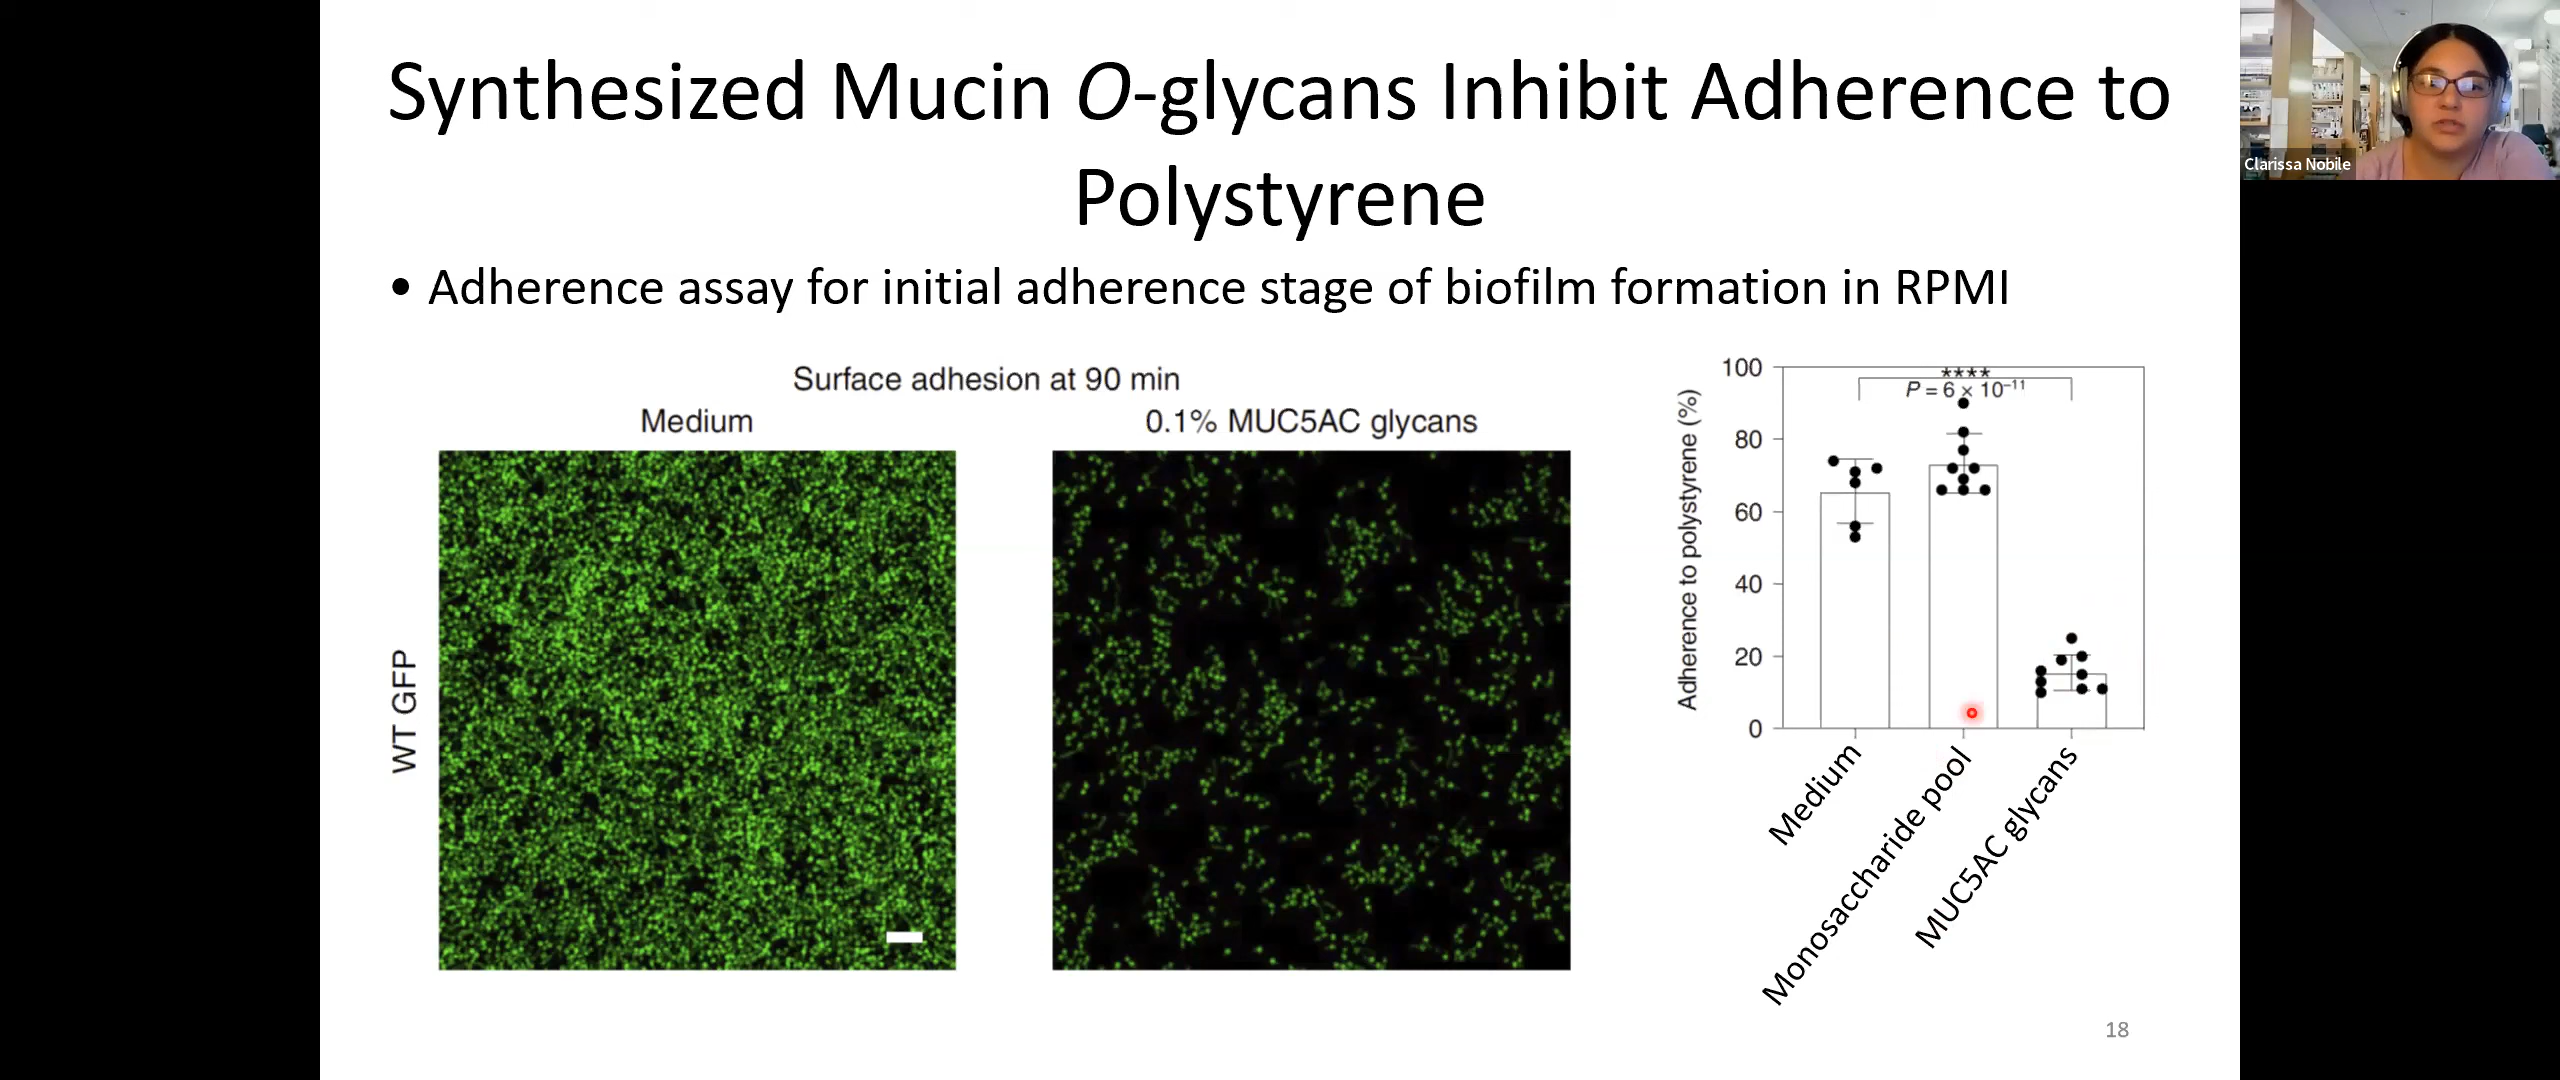 Synthesized Mucin O-glycans Inhibit Adherence to
Polystyrene
Clarissa Nobile
• Adherence assay for initial adherence stage of biofilm formation in RPMI
Surface adhesion at 90 min
Medium
0.1% MUC5AC glycans
WT GFP
Adherence to polystyrene (%)
100
80
60
40
20
0
****
P = 6 × 10⁻¹¹
Medium
Monosaccharide pool
MUC5AC glycans
18